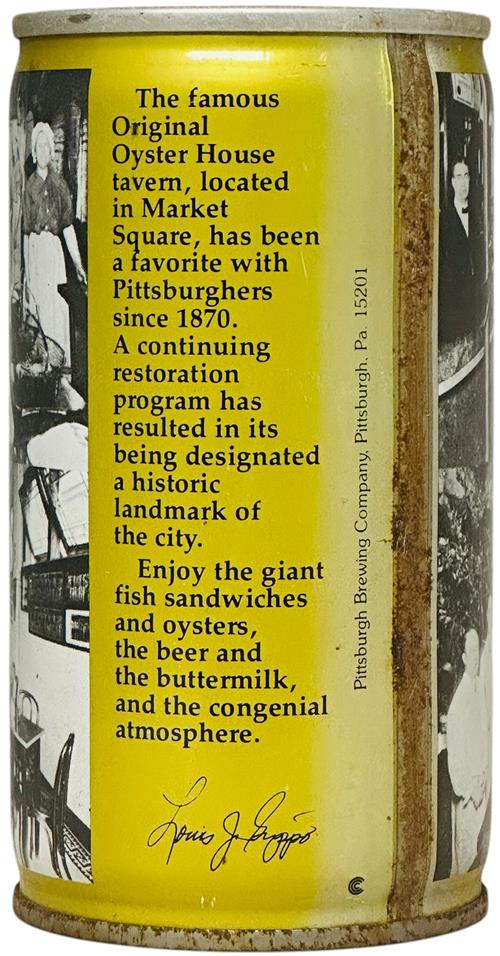 The famous
Original
Oyster House
tavern, located
in Market
Square, has been
a favorite with
Pittsburghers
since 1870.
A continuing
restoration
program has
resulted in its
being designated
a historic
landmark of
the city.
Enjoy the giant
fish sandwiches
and oysters,
the beer and
the buttermilk,
and the congenial
atmosphere.
Louis J. Grippo
Pittsburgh Brewing Company, Pittsburgh, Pa 15201